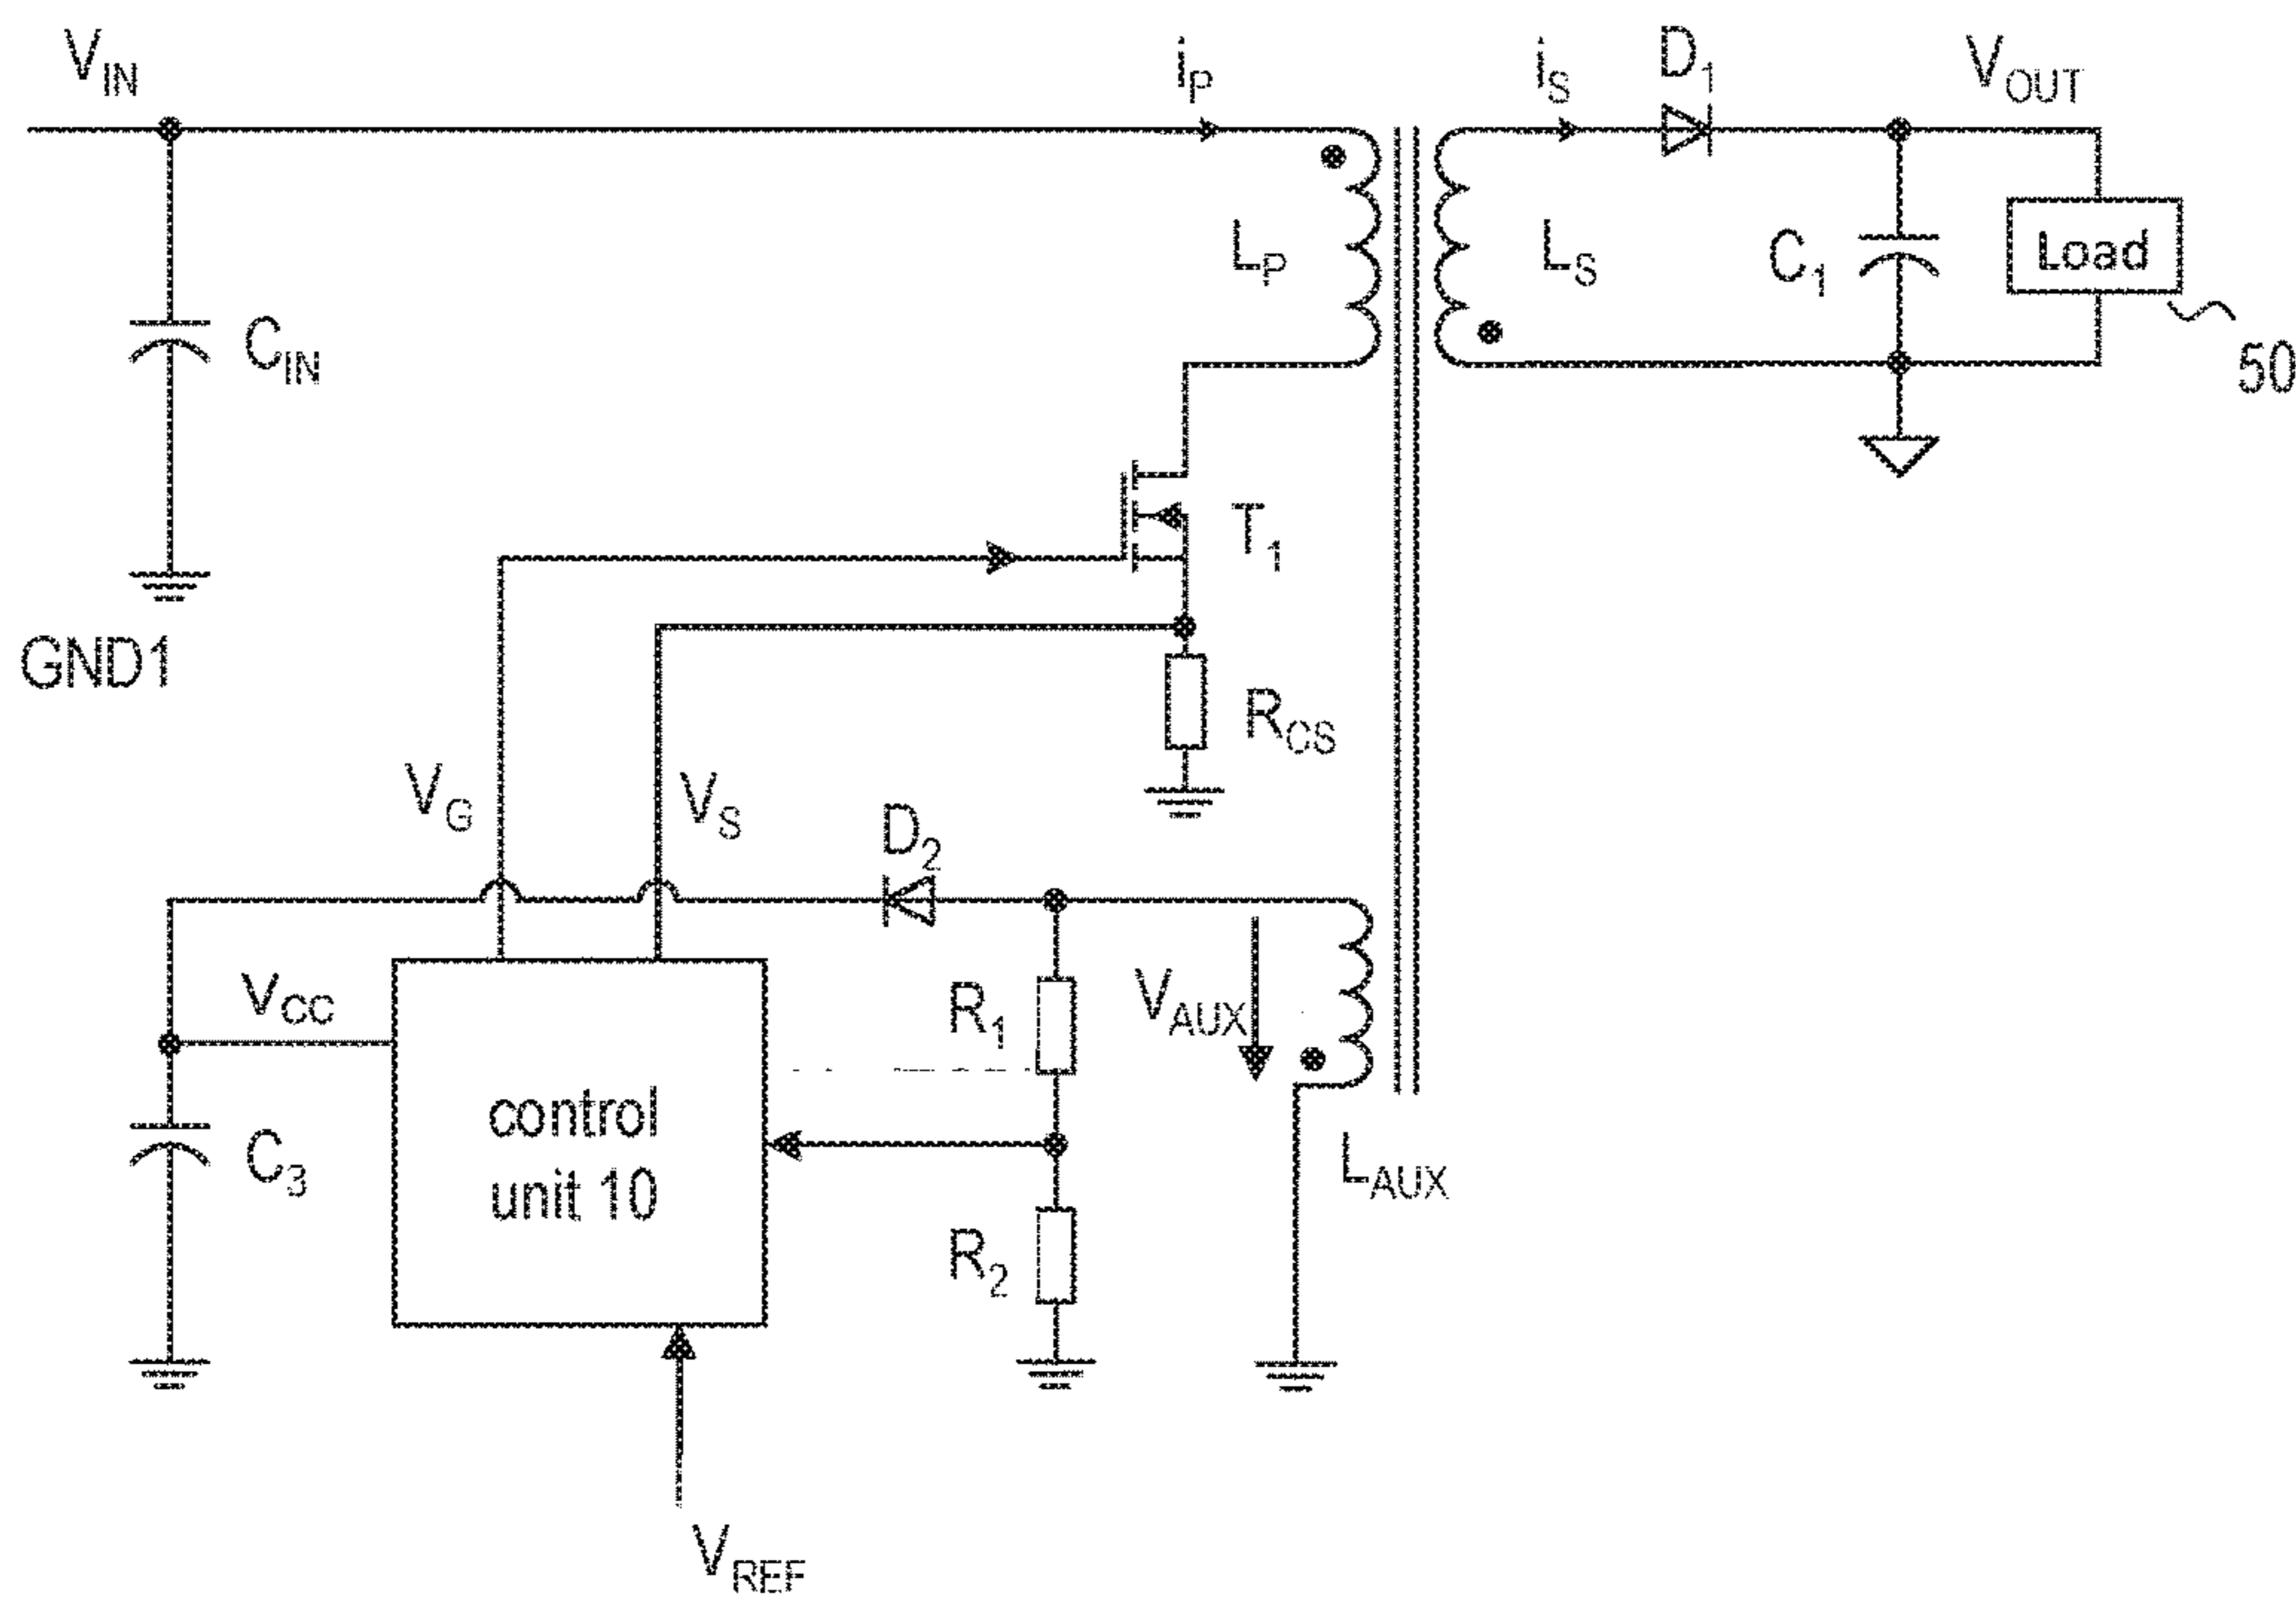 VIN
iP
iS
D1
VOUT
LP
LS
C1
Load
50
CIN
T1
GND1
RCS
VG
VS
D2
VCC
R1
VAUX
control
unit 10
C3
LAUX
R2
VREF